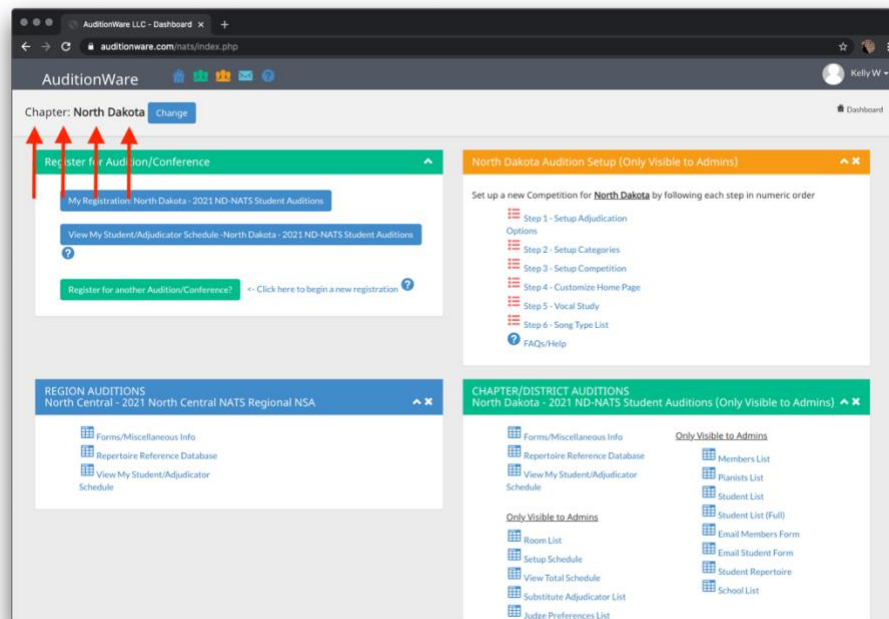 AuditionWare LLC - Dashboard
auditionware.com/nats/index.php
AuditionWare
Kelly W
Chapter: North Dakota
Change
Dashboard
Register for Audition/Conference
My Registration: North Dakota - 2021 ND-NATS Student Auditions
View My Student/Adjudicator Schedule -North Dakota - 2021 ND-NATS Student Auditions
?
Register for another Audition/Conference?
<- Click here to begin a new registration ?
North Dakota Audition Setup (Only Visible to Admins)
Set up a new Competition for North Dakota by following each step in numeric order
Step 1 - Setup Adjudication
Options
Step 2 - Setup Categories
Step 3 - Setup Competition
Step 4 - Customize Home Page
Step 5 - Vocal Study
Step 6 - Song Type List
FAQs/Help
REGION AUDITIONS
North Central - 2021 North Central NATS Regional NSA
Forms/Miscellaneous Info
Repertoire Reference Database
View My Student/Adjudicator
Schedule
CHAPTER/DISTRICT AUDITIONS
North Dakota - 2021 ND-NATS Student Auditions (Only Visible to Admins)
Forms/Miscellaneous Info
Repertoire Reference Database
View My Student/Adjudicator
Schedule
Only Visible to Admins
Room List
Setup Schedule
View Total Schedule
Substitute Adjudicator List
Judge Preferences List
Only Visible to Admins
Members List
Pianists List
Student List
Student List (Full)
Email Members Form
Email Student Form
Student Repertoire
School List